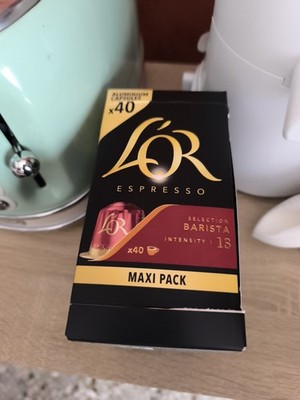 ALUMINIUM
CAPSULES
x40
L'OR
ESPRESSO
L'OR
x40
SELECTION
BARISTA
INTENSITY : 13
MAXI PACK